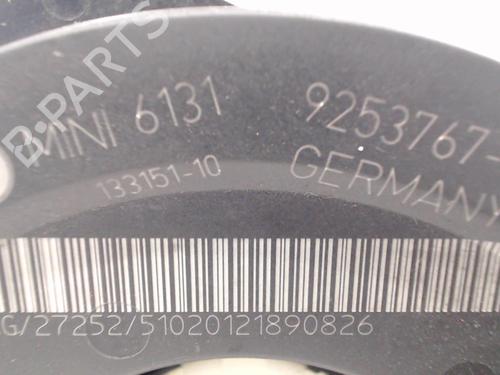 MINI 6131 9253767-
133151-10 GERMANY
G/27252/51020121890826
B-PARTS